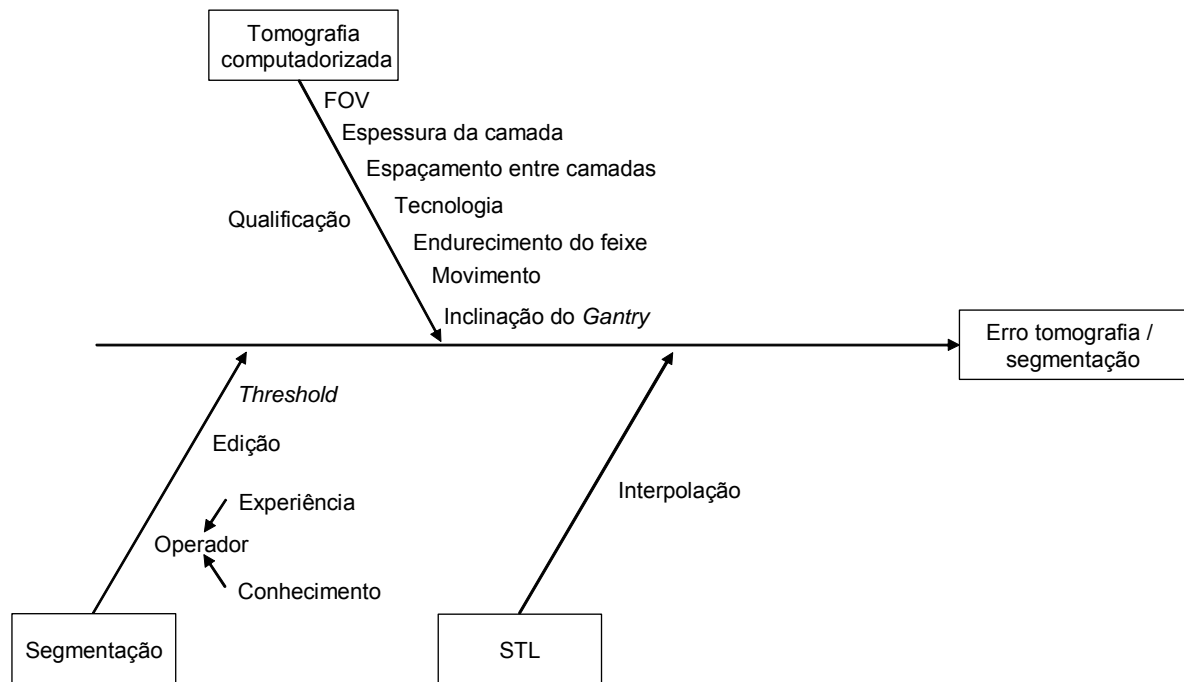 Tomografia
computadorizada
FOV
Espessura da camada
Espaçamento entre camadas
Tecnologia
Qualificação
Endurecimento do feixe
Movimento
Inclinação do Gantry
Erro tomografia /
segmentação
Threshold
Edição
Experiência
Operador
Conhecimento
Segmentação
Interpolação
STL